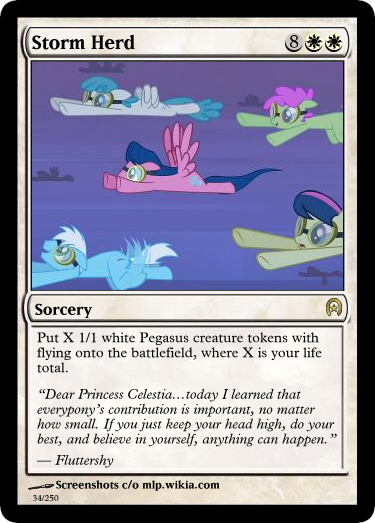 Storm Herd 8
Sorcery
Put X 1/1 white Pegasus creature tokens with
flying onto the battlefield, where X is your life
total.
“Dear Princess Celestia…today I learned that
everypony’s contribution is important, no matter
how small. If you just keep your head high, do your
best, and believe in yourself, anything can happen.”
— Fluttershy
Screenshots c/o mlp.wikia.com
34/250